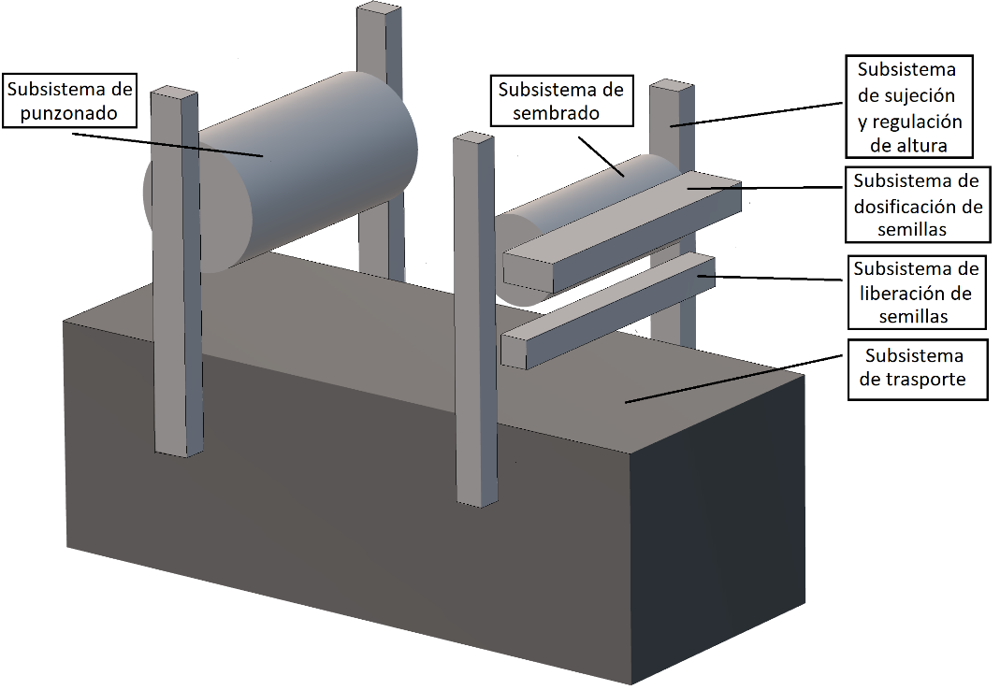 Subsistema de
punzonado
Subsistema de
sembrado
Subsistema
de sujeción
y regulación
de altura
Subsistema de
dosificación de
semillas
Subsistema de
liberación de
semillas
Subsistema
de trasporte